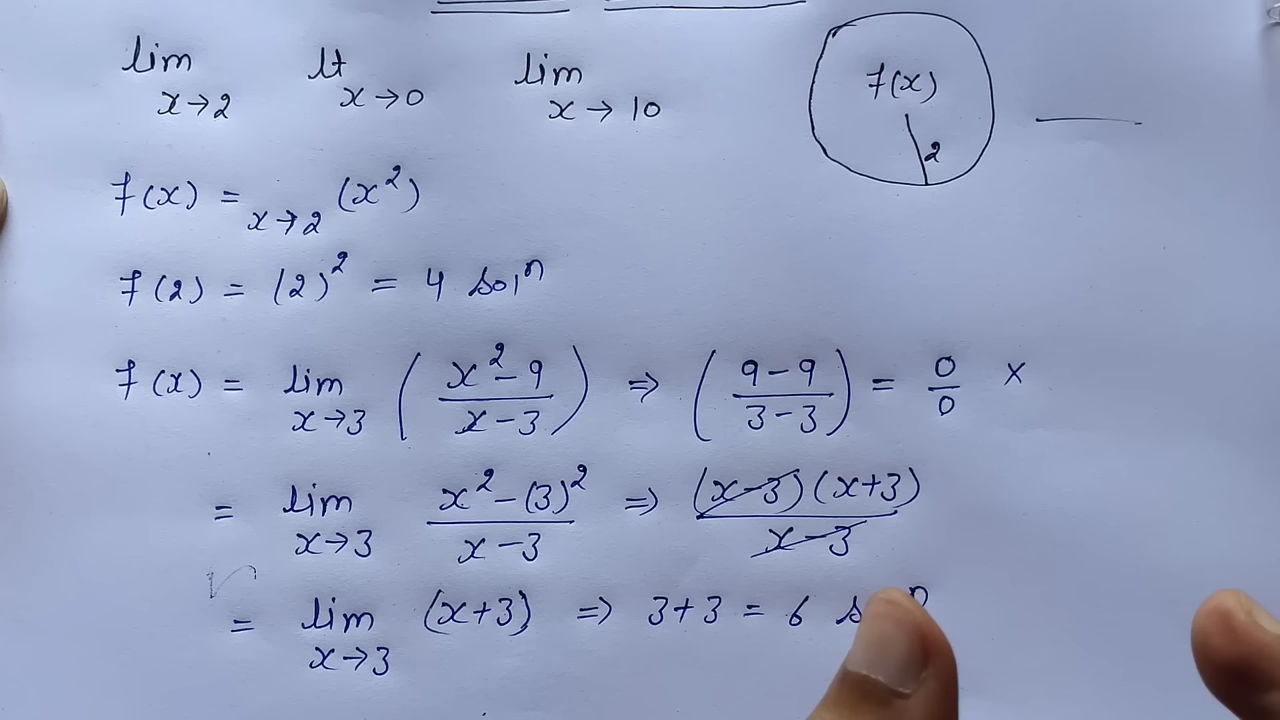 lim x→2 lt x→0 lim x→10 f(x) 2
f(x) = x→2 (x²)
f(2) = (2)² = 4 solⁿ
f(x) = lim x→3 ( x²-9 / x-3 ) ⇒ ( 9-9 / 3-3 ) = 0/0 ×
= lim x→3 x²-(3)² / x-3 ⇒ (x-3)(x+3) / x-3
= lim x→3 (x+3) ⇒ 3+3 = 6